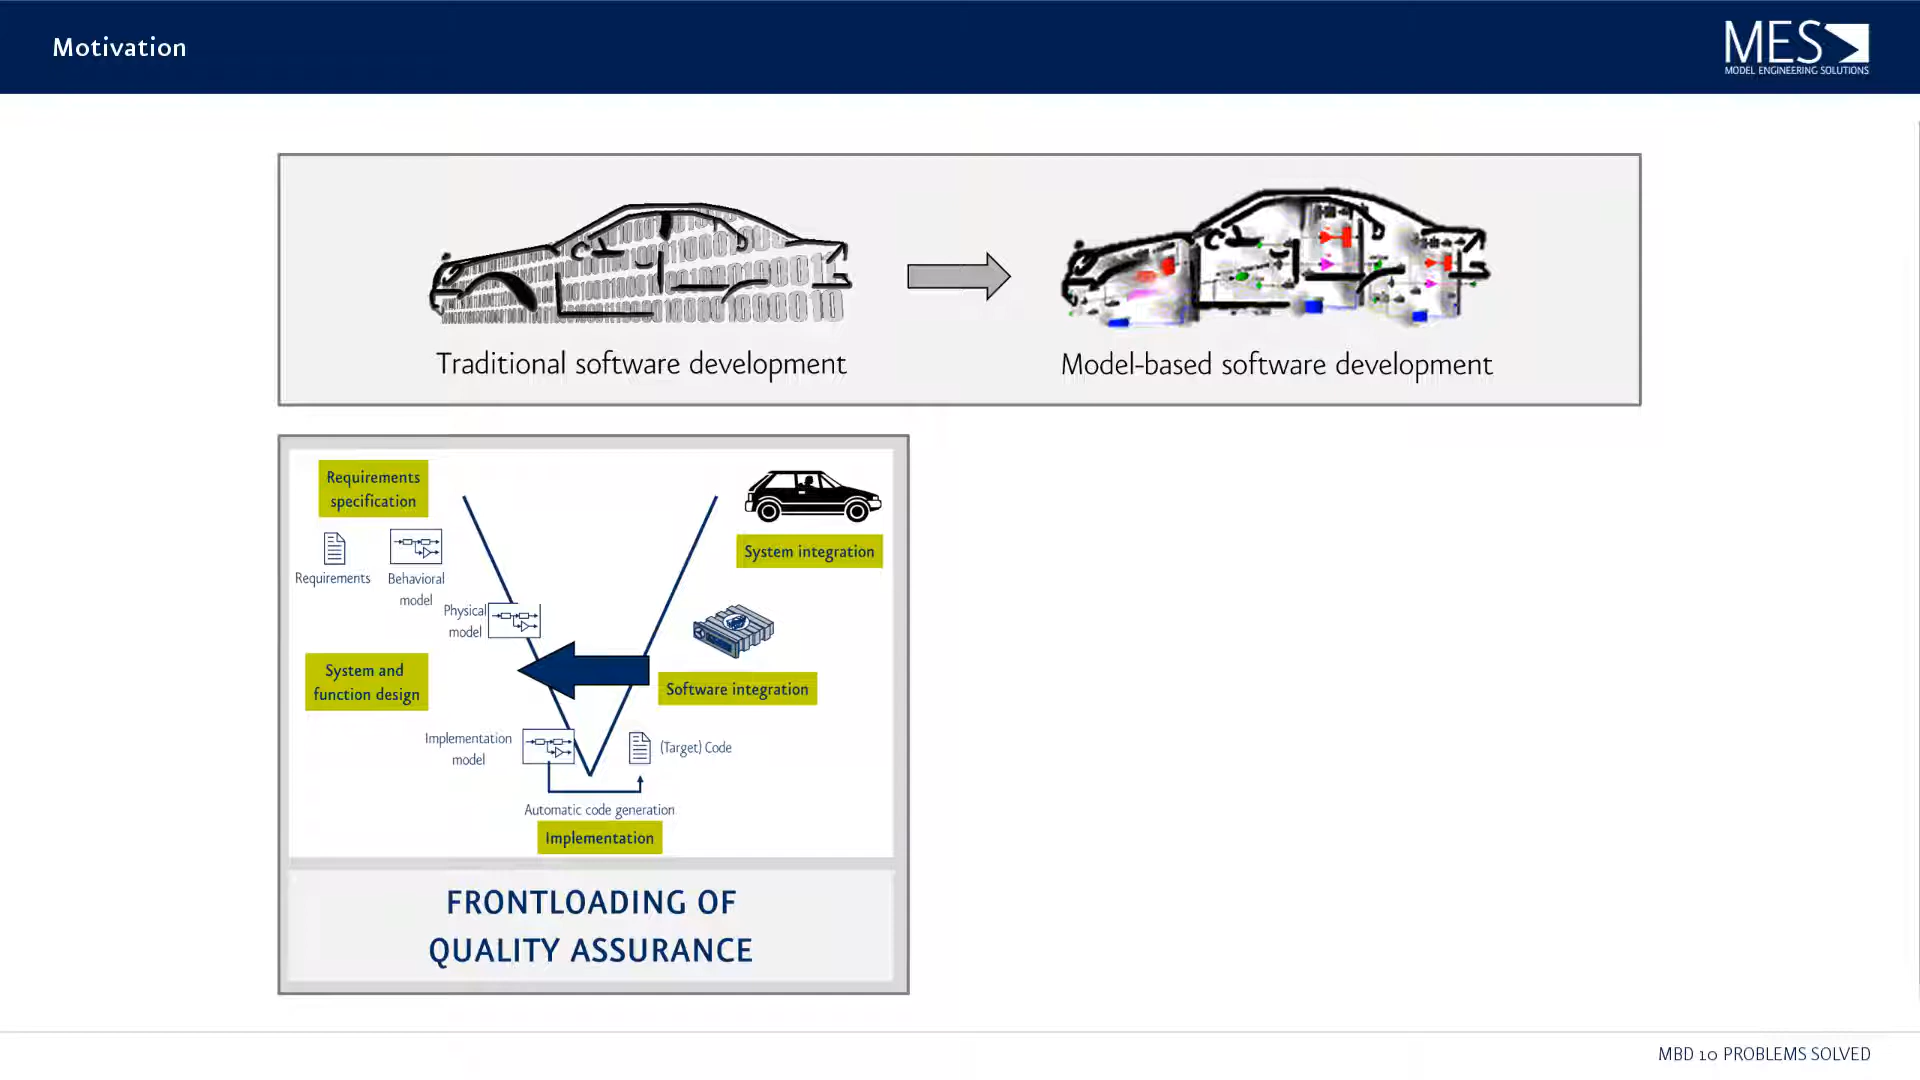 Motivation
MES
MODEL ENGINEERING SOLUTIONS
Traditional software development
Model-based software development
Requirements
specification
Requirements
Behavioral
model
Physical
model
System and
function design
Implementation
model
(Target) Code
Automatic code generation
Implementation
System integration
Software integration
FRONTLOADING OF
QUALITY ASSURANCE
MBD 10 PROBLEMS SOLVED